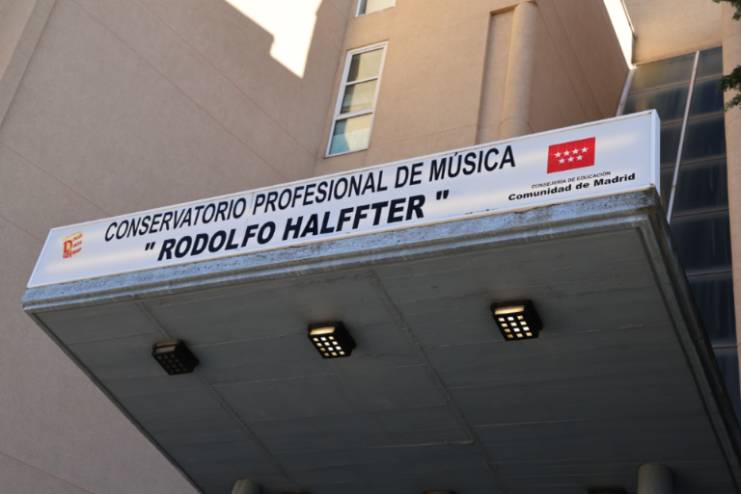 CONSERVATORIO PROFESIONAL DE MÚSICA
" RODOLFO HALFFTER "
CONSEJERÍA DE EDUCACIÓN
Comunidad de Madrid